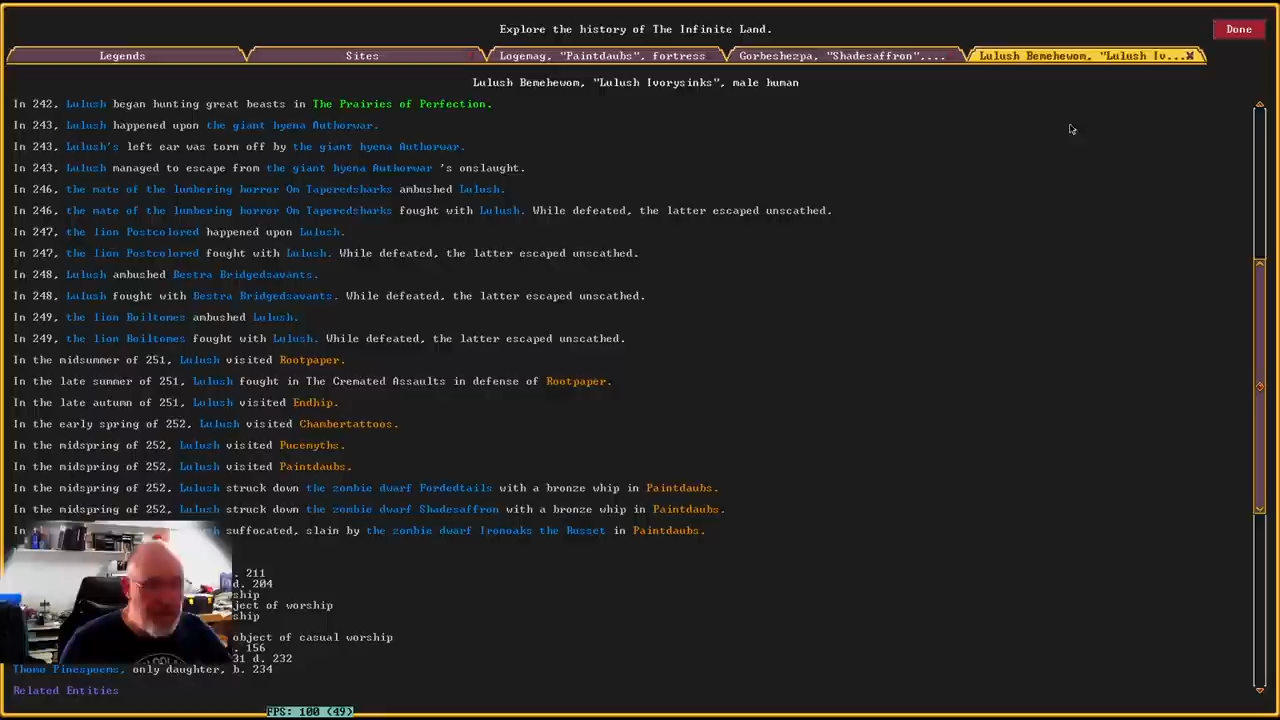 Explore the history of The Infinite Land.
Done
Legends
Sites
Logemag, "Paintdaubs", fortress
Gorbeshezpa, "Shadesaffron",....
Lulush Bemehewom, "Lulush Iv...
Lulush Bemehewom, "Lulush Ivorysinks", male human
In 242, Lulush began hunting great beasts in The Prairies of Perfection.
In 243, Lulush happened upon the giant hyena Authorwar.
In 243, Lulush's left ear was torn off by the giant hyena Authorwar.
In 243, Lulush managed to escape from the giant hyena Authorwar 's onslaught.
In 246, the mate of the lumbering horror Om Taperedsharks ambushed Lulush.
In 246, the mate of the lumbering horror Om Taperedsharks fought with Lulush. While defeated, the latter escaped unscathed.
In 247, the lion Postcolored happened upon Lulush.
In 247, the lion Postcolored fought with Lulush. While defeated, the latter escaped unscathed.
In 248, Lulush ambushed Bestra Bridgedsavants.
In 248, Lulush fought with Bestra Bridgedsavants. While defeated, the latter escaped unscathed.
In 249, the lion Boiltomes ambushed Lulush.
In 249, the lion Boiltomes fought with Lulush. While defeated, the latter escaped unscathed.
In the midsummer of 251, Lulush visited Rootpaper.
In the late summer of 251, Lulush fought in The Cremated Assaults in defense of Rootpaper.
In the late autumn of 251, Lulush visited Endhip.
In the early spring of 252, Lulush visited Chambertattoos.
In the midspring of 252, Lulush visited Pucemyths.
In the midspring of 252, Lulush visited Paintdaubs.
In the midspring of 252, Lulush struck down the zombie dwarf Fordedtails with a bronze whip in Paintdaubs.
In the midspring of 252, Lulush struck down the zombie dwarf Shadesaffron with a bronze whip in Paintdaubs.
In suffocated, slain by the zombie dwarf Ironoaks the Russet in Paintdaubs.
. 211
d. 204
ship
ject of worship
ship
object of casual worship
. 156
31 d. 232
Thomo Pinespoems, only daughter, b. 234
Related Entities
FPS: 100 (49)